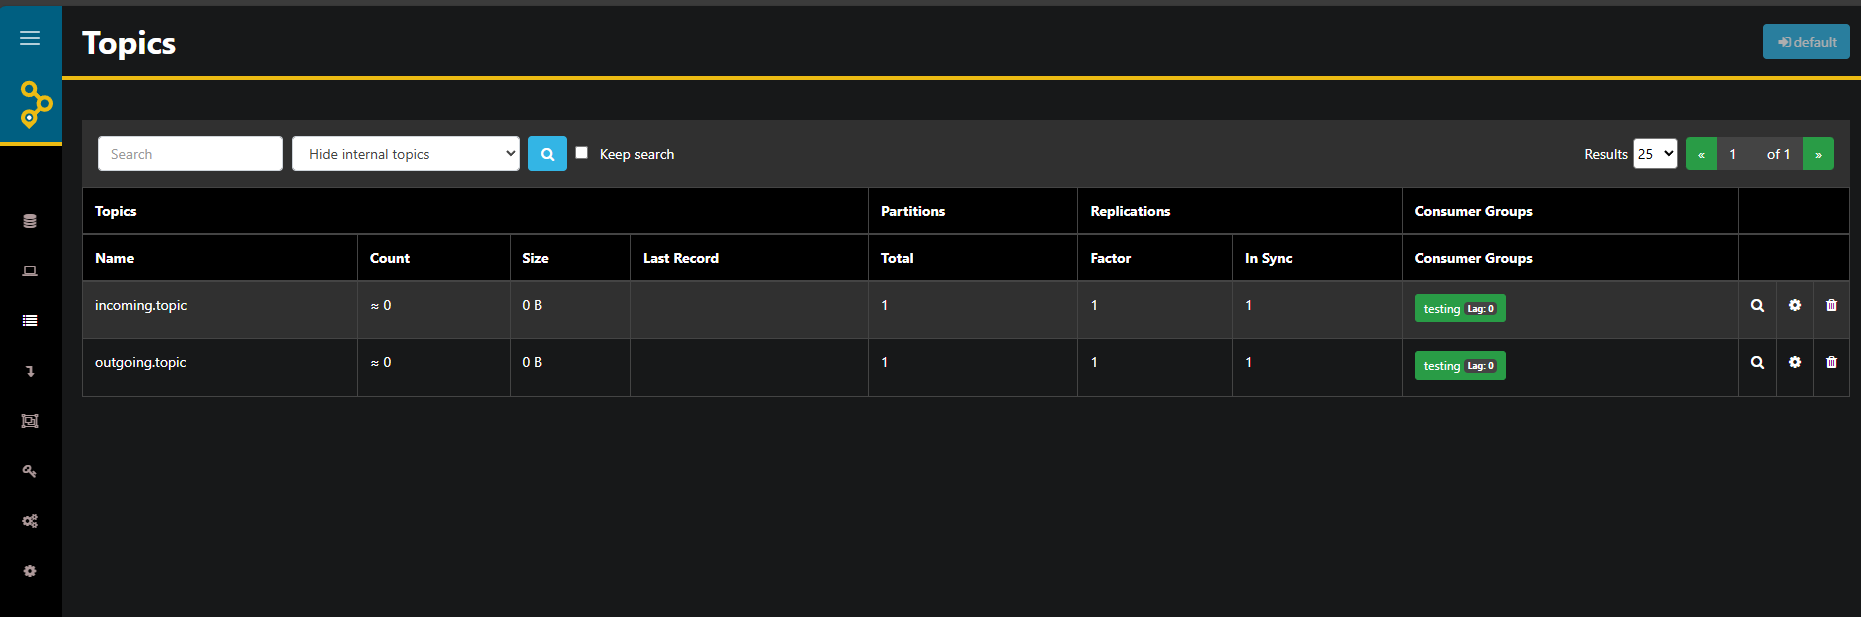 Topics
default
Search Hide internal topics Keep search Results 25 « 1 of 1 »
Topics Partitions Replications Consumer Groups
Name Count Size Last Record Total Factor In Sync Consumer Groups
incoming.topic ≈ 0 0 B 1 1 1 testing Lag: 0
outgoing.topic ≈ 0 0 B 1 1 1 testing Lag: 0